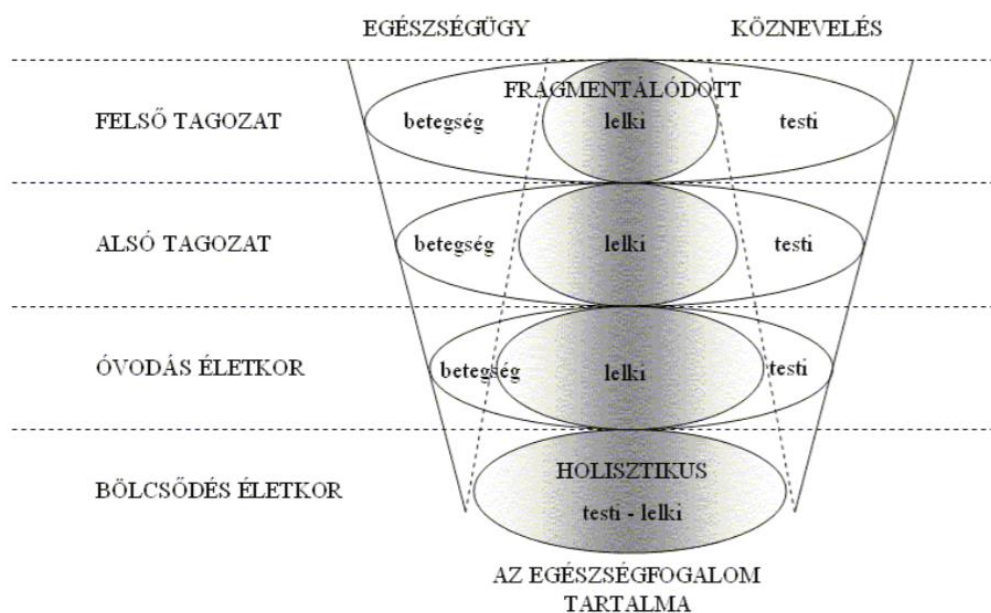 EGÉSZSÉGÜGY KÖZNEVELÉS
FRAGMENTÁLÓDOTT
FELSŐ TAGOZAT betegség lelki testi
ALSÓ TAGOZAT betegség lelki testi
ÓVODÁS ÉLETKOR betegség lelki testi
HOLISZTIKUS
BÖLCSŐDÉS ÉLETKOR
testi - lelki
AZ EGÉSZSÉGFOGALOM
TARTALMA